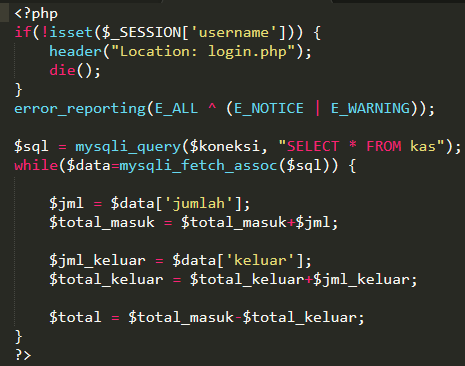 <?php
if(!isset($_SESSION['username'])) {
    header("Location: login.php");
    die();
}
error_reporting(E_ALL ^ (E_NOTICE | E_WARNING));

$sql = mysqli_query($koneksi, "SELECT * FROM kas");
while($data=mysqli_fetch_assoc($sql)) {

    $jml = $data['jumlah'];
    $total_masuk = $total_masuk+$jml;

    $jml_keluar = $data['keluar'];
    $total_keluar = $total_keluar+$jml_keluar;

    $total = $total_masuk-$total_keluar;
}
?>